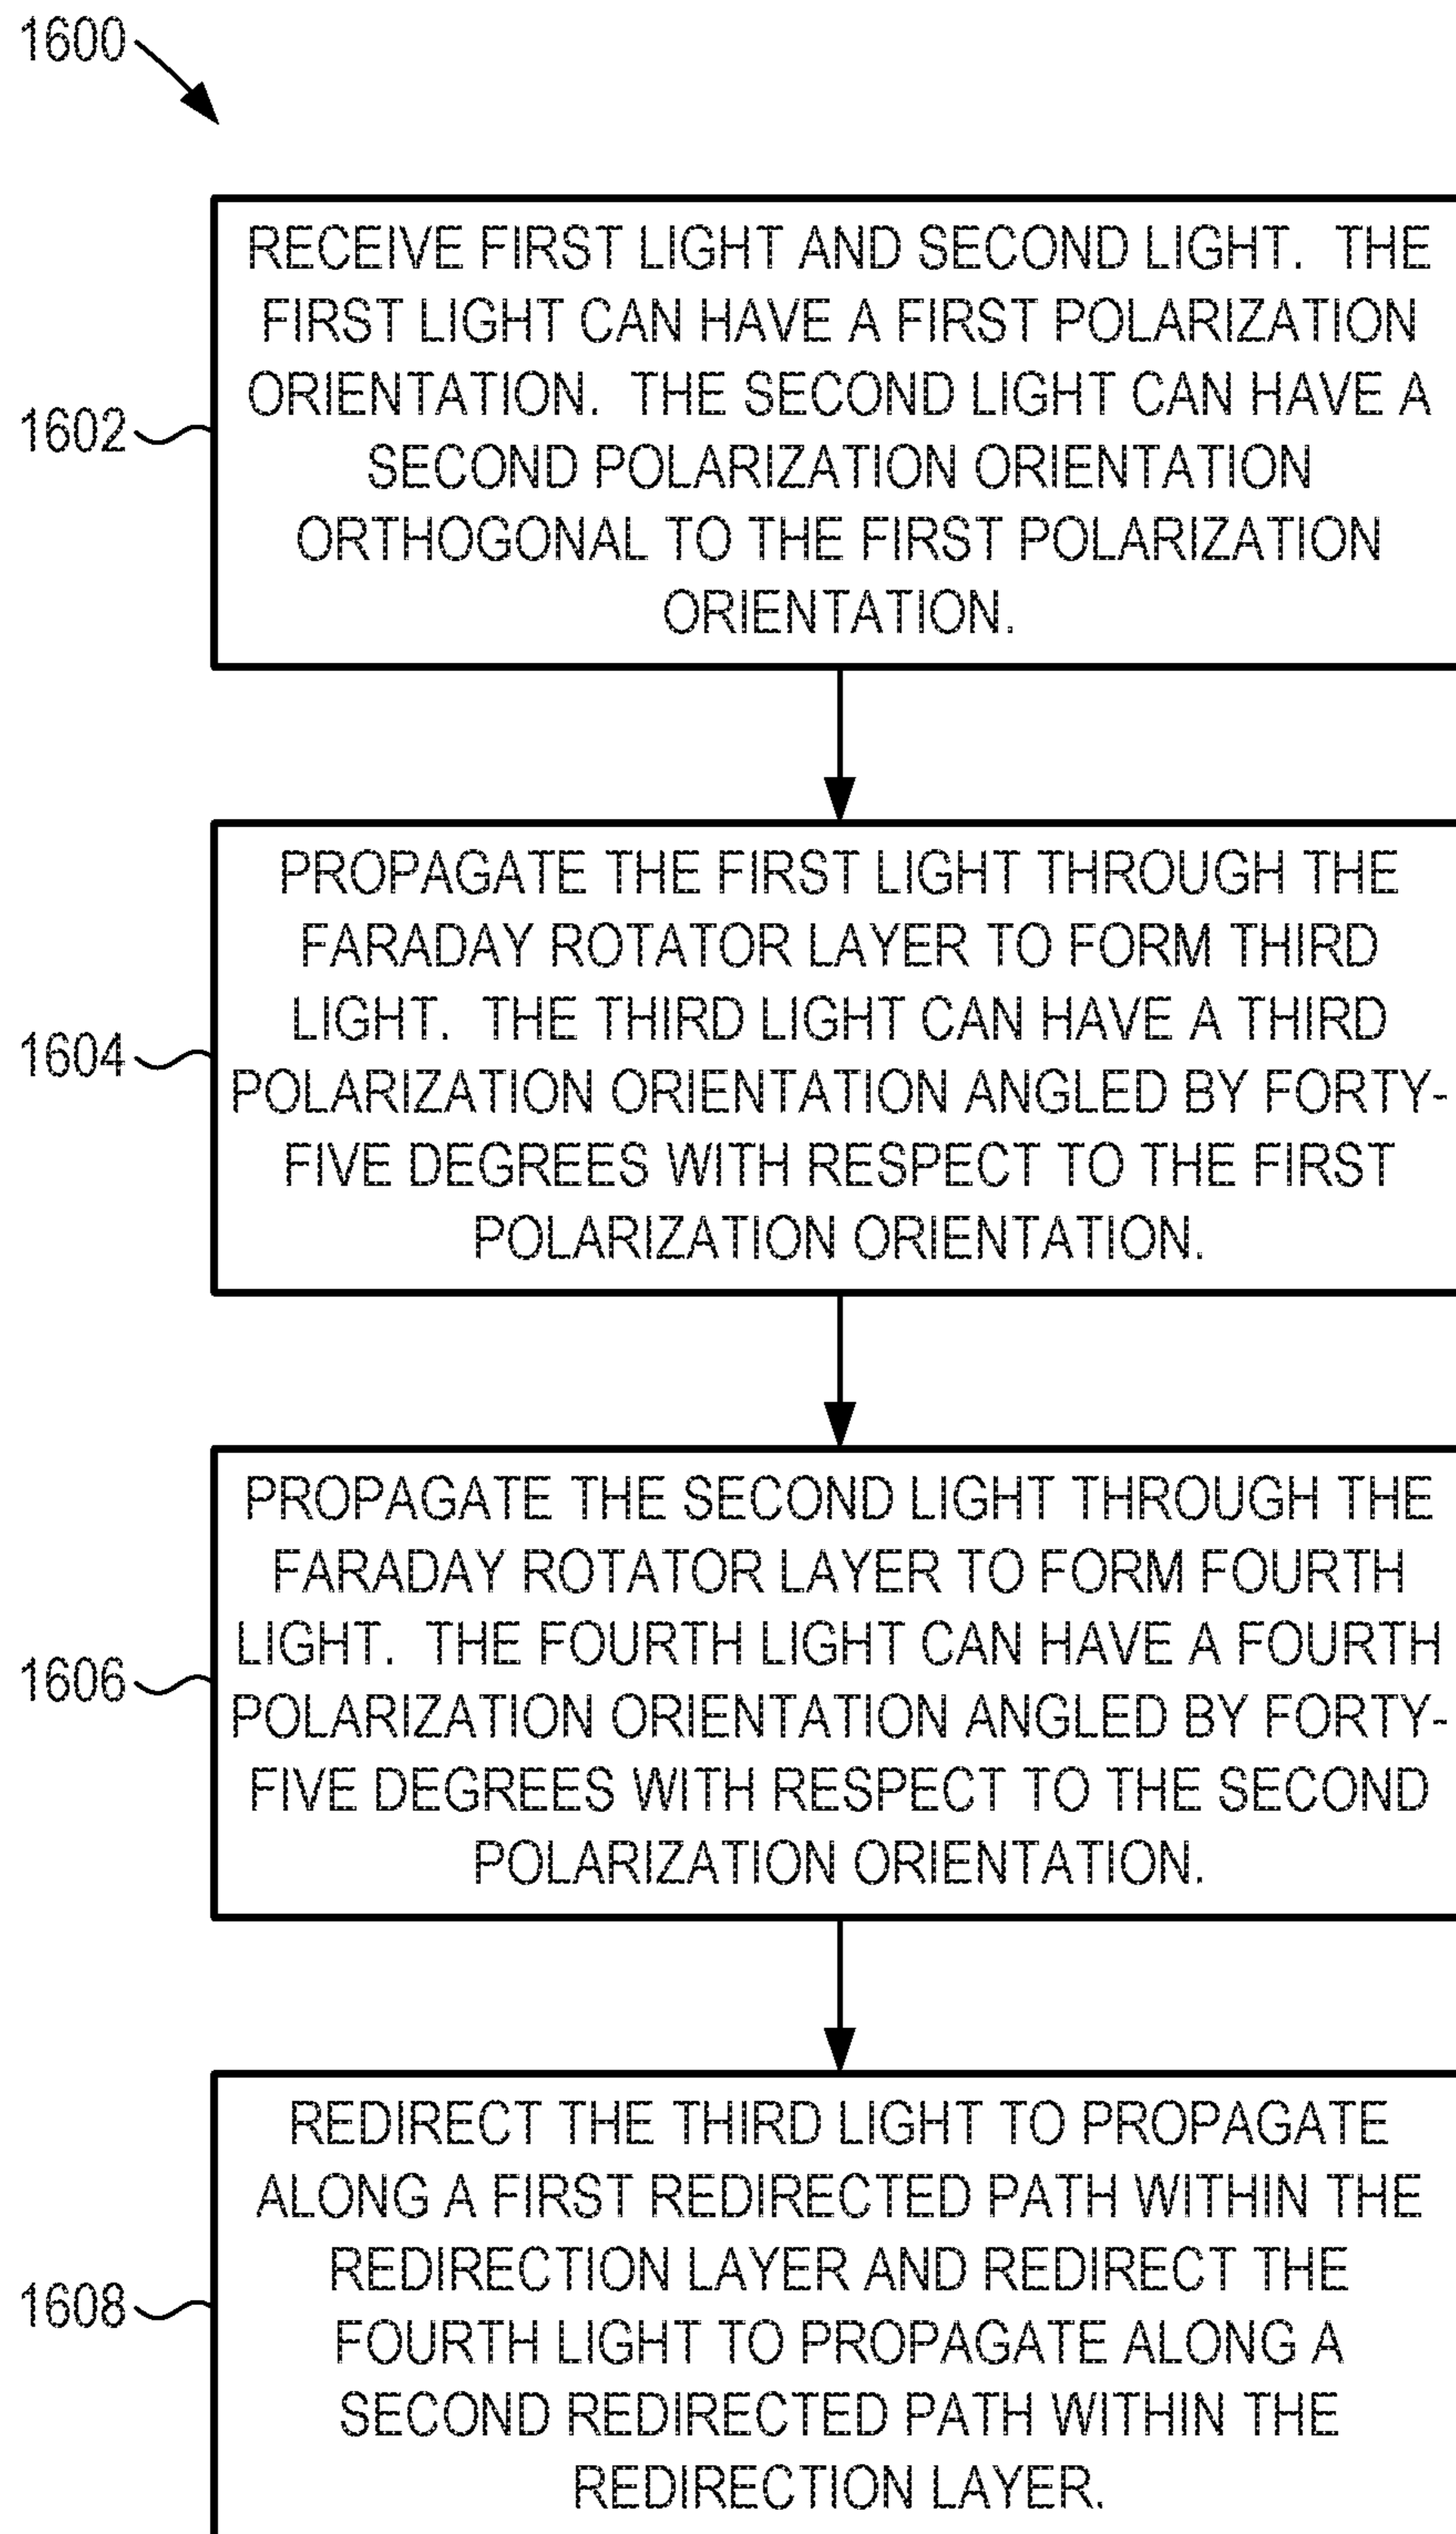 1600
RECEIVE FIRST LIGHT AND SECOND LIGHT. THE
FIRST LIGHT CAN HAVE A FIRST POLARIZATION
ORIENTATION. THE SECOND LIGHT CAN HAVE A
SECOND POLARIZATION ORIENTATION
ORTHOGONAL TO THE FIRST POLARIZATION
ORIENTATION.
1602
PROPAGATE THE FIRST LIGHT THROUGH THE
FARADAY ROTATOR LAYER TO FORM THIRD
LIGHT. THE THIRD LIGHT CAN HAVE A THIRD
POLARIZATION ORIENTATION ANGLED BY FORTY-
FIVE DEGREES WITH RESPECT TO THE FIRST
POLARIZATION ORIENTATION.
1604
PROPAGATE THE SECOND LIGHT THROUGH THE
FARADAY ROTATOR LAYER TO FORM FOURTH
LIGHT. THE FOURTH LIGHT CAN HAVE A FOURTH
POLARIZATION ORIENTATION ANGLED BY FORTY-
FIVE DEGREES WITH RESPECT TO THE SECOND
POLARIZATION ORIENTATION.
1606
REDIRECT THE THIRD LIGHT TO PROPAGATE
ALONG A FIRST REDIRECTED PATH WITHIN THE
REDIRECTION LAYER AND REDIRECT THE
FOURTH LIGHT TO PROPAGATE ALONG A
SECOND REDIRECTED PATH WITHIN THE
REDIRECTION LAYER.
1608